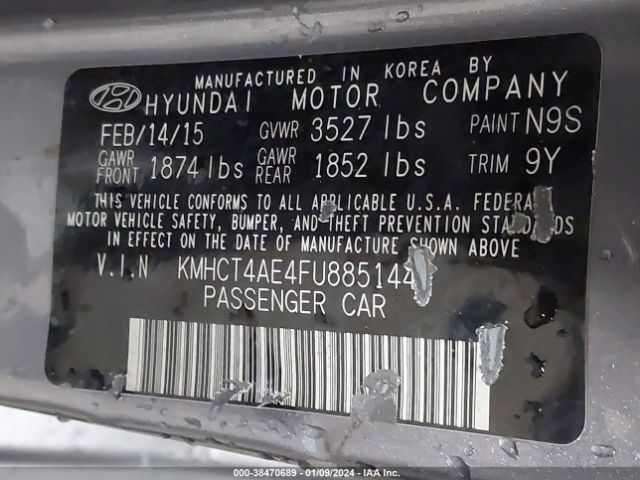 MANUFACTURED IN KOREA BY
HYUNDAI MOTOR COMPANY
FEB/14/15 GVWR 3527 lbs PAINT N9S
GAWR FRONT 1874 lbs GAWR REAR 1852 lbs TRIM 9Y
THIS VEHICLE CONFORMS TO ALL APPLICABLE U.S.A. FEDERAL
MOTOR VEHICLE SAFETY, BUMPER, AND THEFT PREVENTION STANDARDS
IN EFFECT ON THE DATE OF MANUFACTURE SHOWN ABOVE
V.I.N KMHCT4AE4FU885144
PASSENGER CAR
000-38470689 - 01/09/2024 - IAA